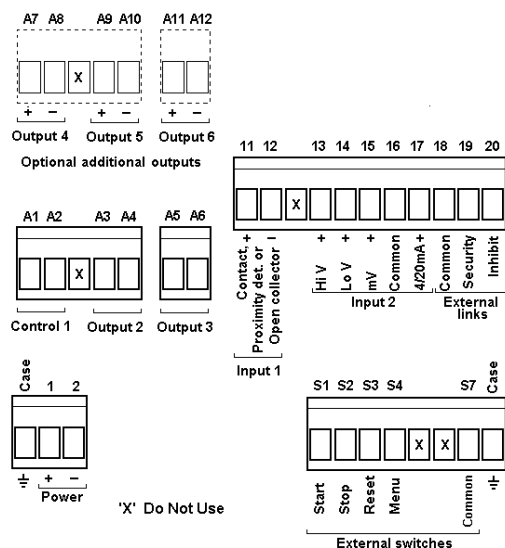 A7 A8 A9 A10 A11 A12
X
+ − + − + −
Output 4 Output 5 Output 6
Optional additional outputs
11 12 13 14 15 16 17 18 19 20
X
Contact, +
Proximity det. or
Open collector −
Hi V +
Lo V +
mV +
Common
4/20mA +
Common
Security
Inhibit
Input 2
External
links
Input 1
A1 A2 A3 A4 A5 A6
X
Control 1 Output 2 Output 3
Case
1 2
+ −
Power
'X' Do Not Use
S1 S2 S3 S4 S7
Case
X X
Start
Stop
Reset
Menu
Common
External switches